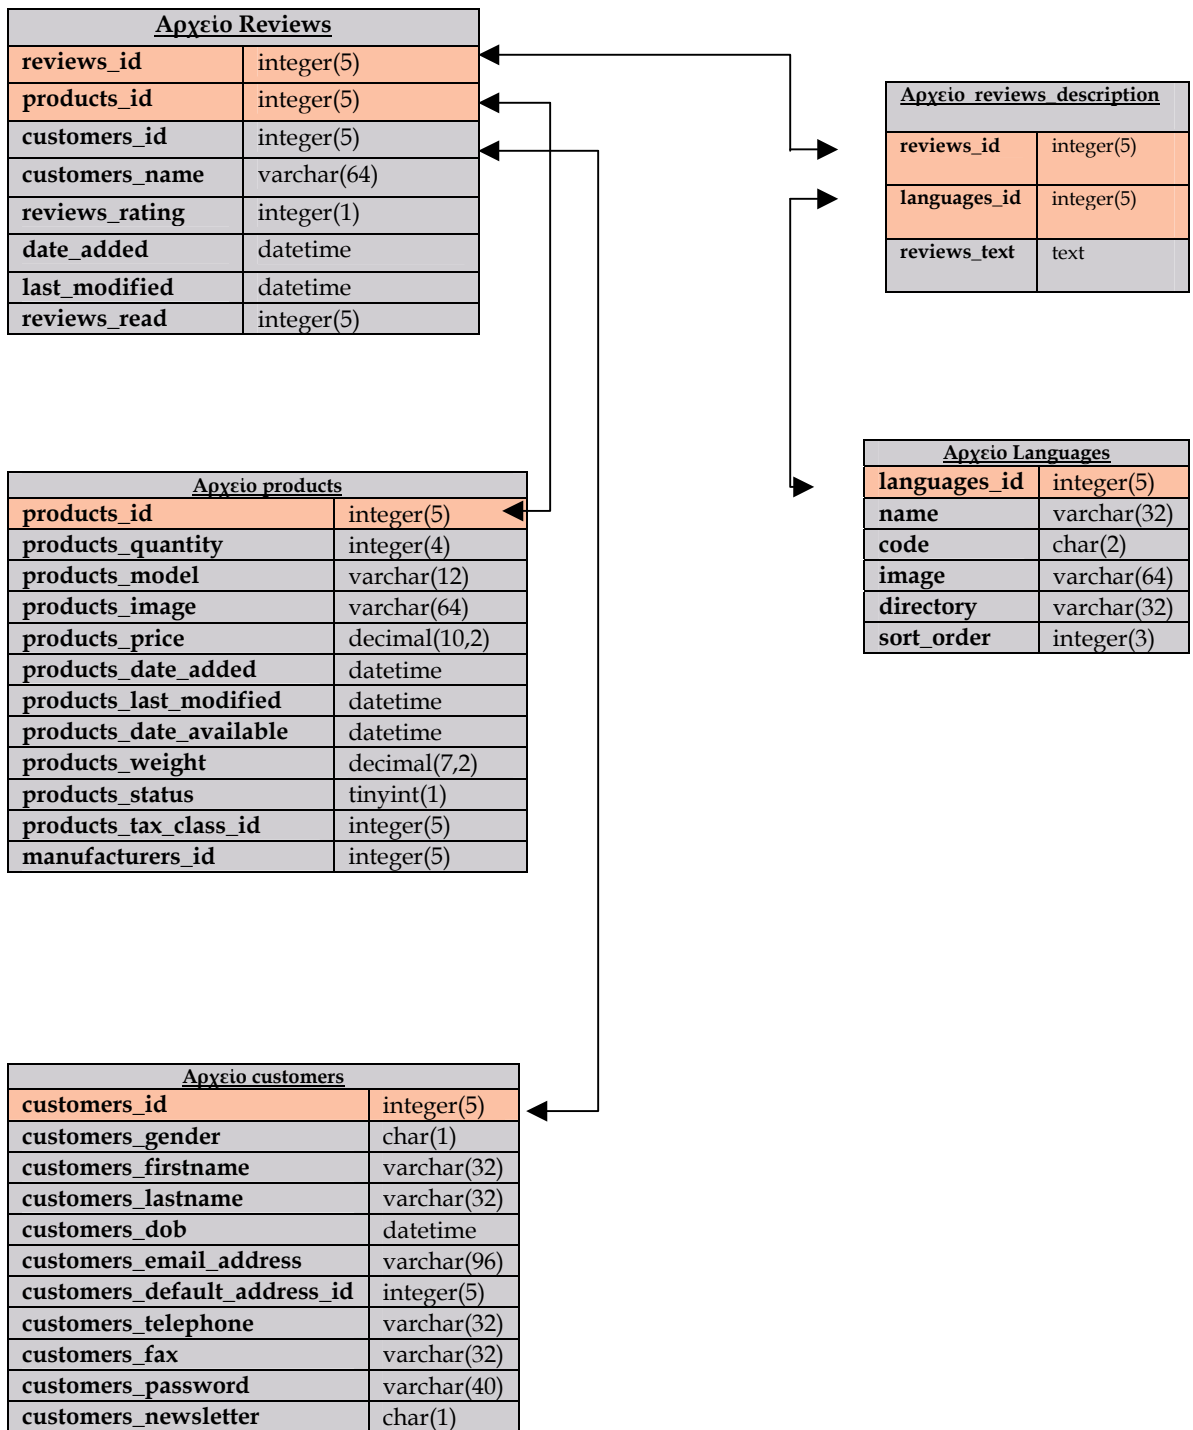 Αρχείο Reviews
reviews_id integer(5)
products_id integer(5)
customers_id integer(5)
customers_name varchar(64)
reviews_rating integer(1)
date_added datetime
last_modified datetime
reviews_read integer(5)
Αρχείο reviews_description
reviews_id integer(5)
languages_id integer(5)
reviews_text text
Αρχείο products
products_id integer(5)
products_quantity integer(4)
products_model varchar(12)
products_image varchar(64)
products_price decimal(10,2)
products_date_added datetime
products_last_modified datetime
products_date_available datetime
products_weight decimal(7,2)
products_status tinyint(1)
products_tax_class_id integer(5)
manufacturers_id integer(5)
Αρχείο Languages
languages_id integer(5)
name varchar(32)
code char(2)
image varchar(64)
directory varchar(32)
sort_order integer(3)
Αρχείο customers
customers_id integer(5)
customers_gender char(1)
customers_firstname varchar(32)
customers_lastname varchar(32)
customers_dob datetime
customers_email_address varchar(96)
customers_default_address_id integer(5)
customers_telephone varchar(32)
customers_fax varchar(32)
customers_password varchar(40)
customers_newsletter char(1)